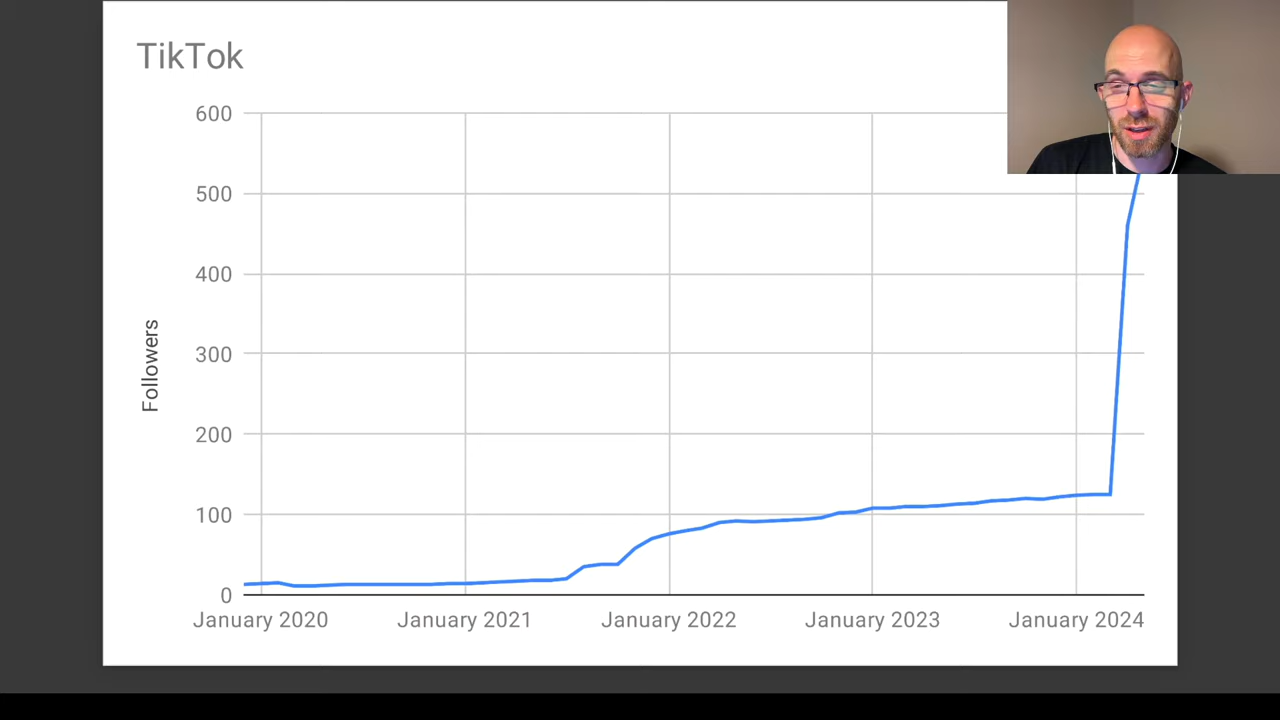 TikTok
600
500
400
300
200
100
0
Followers
January 2020
January 2021
January 2022
January 2023
January 2024